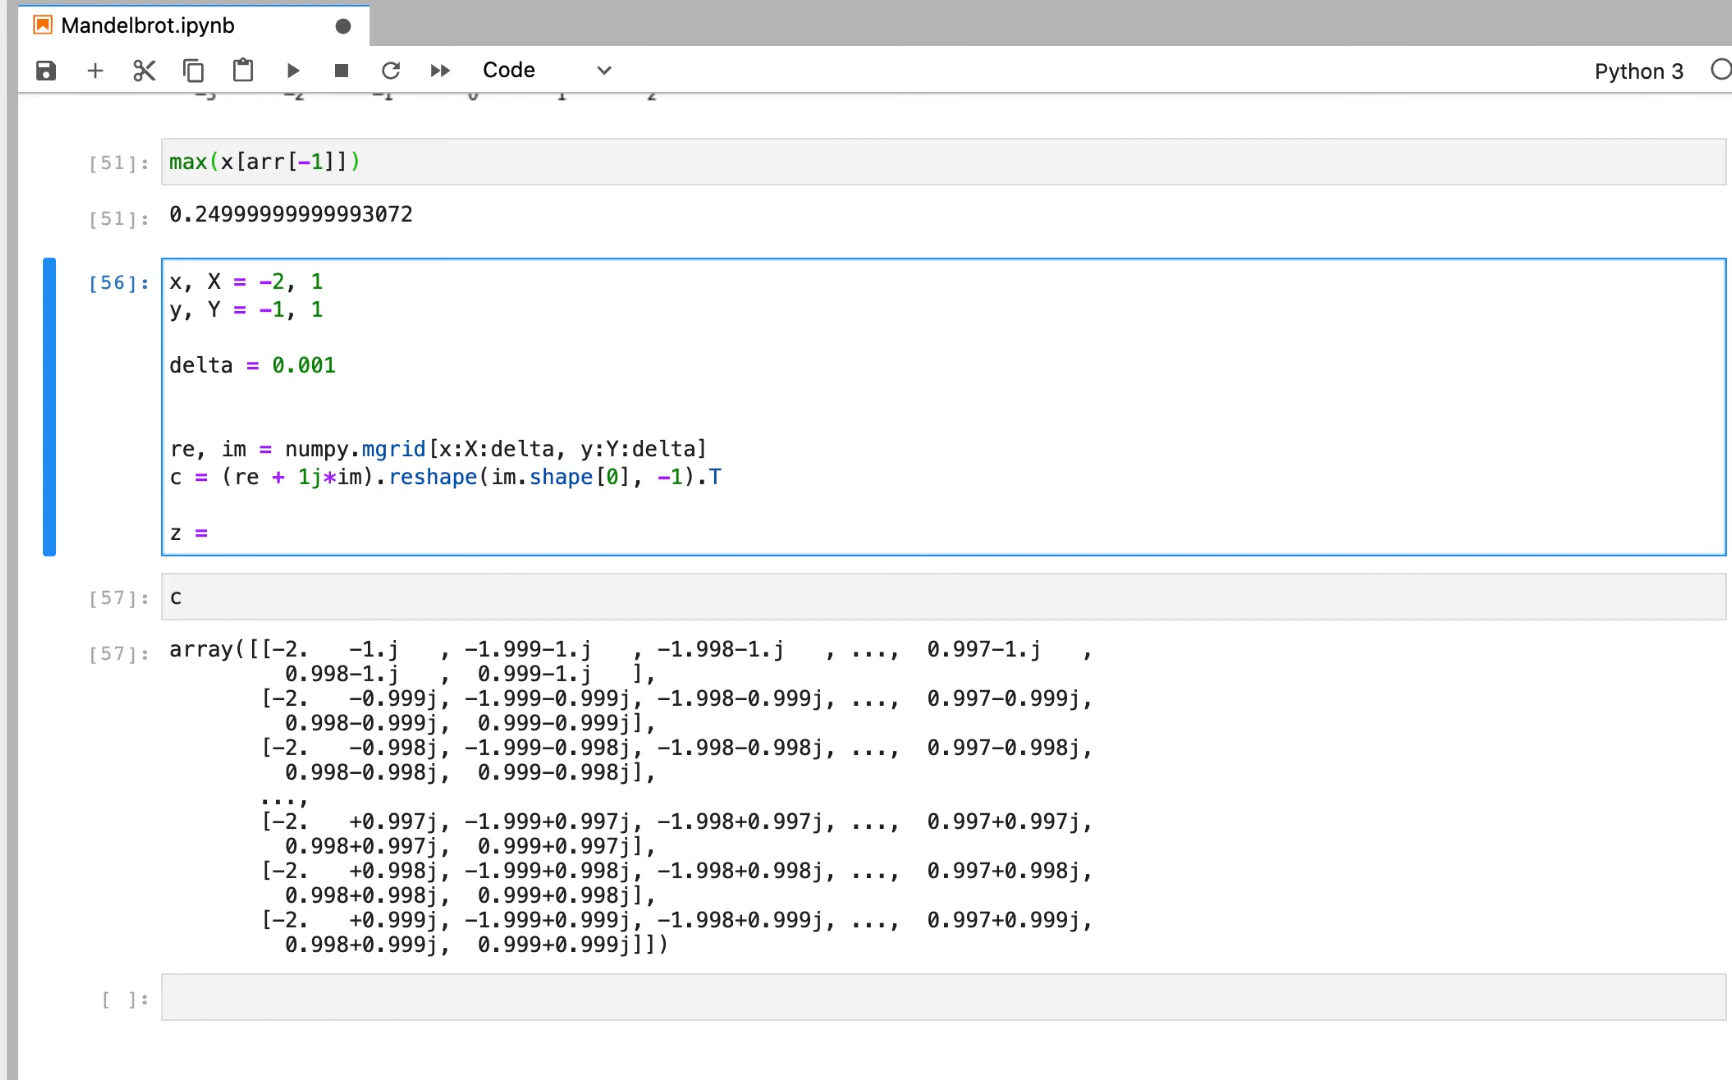 Mandelbrot.ipynb
Code
Python 3
-3 -2 -1 0 1 2
[51]: max(x[arr[-1]])
[51]: 0.24999999999993072
[56]: x, X = -2, 1
y, Y = -1, 1
delta = 0.001
re, im = numpy.mgrid[x:X:delta, y:Y:delta]
c = (re + 1j*im).reshape(im.shape[0], -1).T
z =
[57]: c
[57]: array([[-2.   -1.j   , -1.999-1.j   , -1.998-1.j   , ...,  0.997-1.j   ,
0.998-1.j   ,  0.999-1.j   ],
[-2.   -0.999j, -1.999-0.999j, -1.998-0.999j, ...,  0.997-0.999j,
0.998-0.999j,  0.999-0.999j],
[-2.   -0.998j, -1.999-0.998j, -1.998-0.998j, ...,  0.997-0.998j,
0.998-0.998j,  0.999-0.998j],
...,
[-2.   +0.997j, -1.999+0.997j, -1.998+0.997j, ...,  0.997+0.997j,
0.998+0.997j,  0.999+0.997j],
[-2.   +0.998j, -1.999+0.998j, -1.998+0.998j, ...,  0.997+0.998j,
0.998+0.998j,  0.999+0.998j],
[-2.   +0.999j, -1.999+0.999j, -1.998+0.999j, ...,  0.997+0.999j,
0.998+0.999j,  0.999+0.999j]])
[ ]: